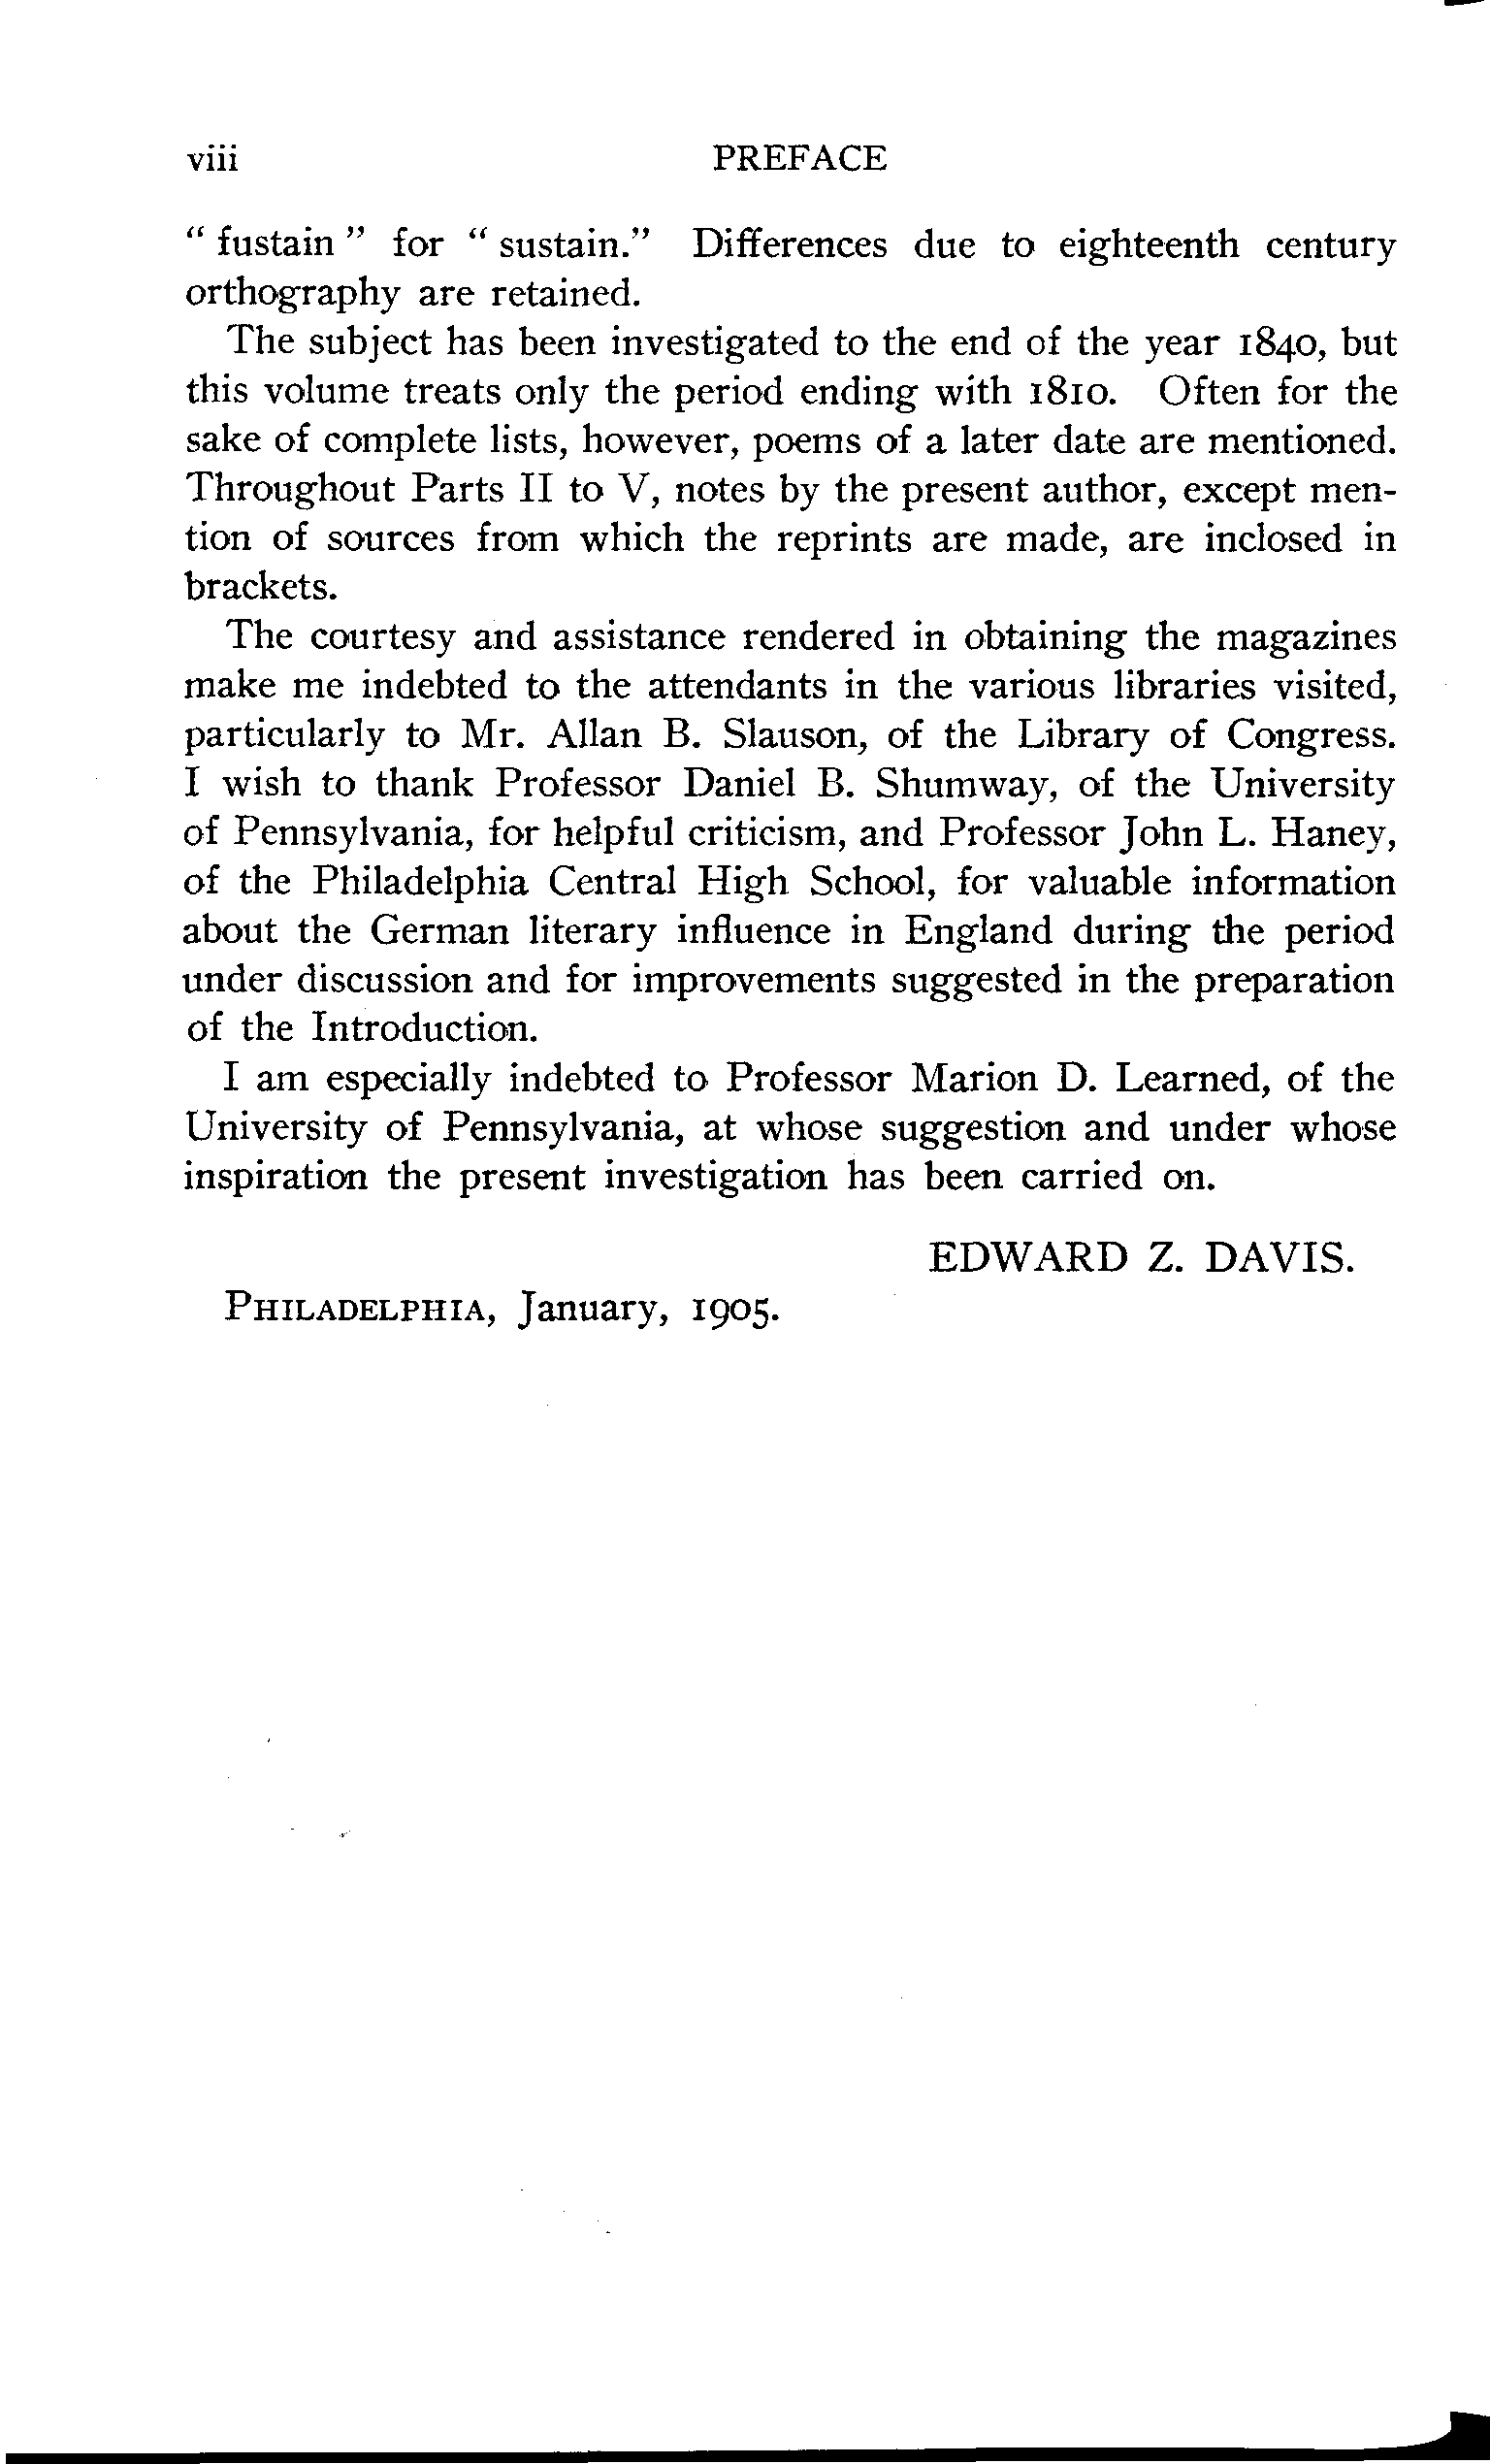 viii PREFACE
" fustain " for " sustain." Differences due to eighteenth century
orthography are retained.
The subject has been investigated to the end of the year 1840, but
this volume treats only the period ending with 1810. Often for the
sake of complete lists, however, poems of a later date are mentioned.
Throughout Parts II to V, notes by the present author, except men-
tion of sources from which the reprints are made, are inclosed in
brackets.
The courtesy and assistance rendered in obtaining the magazines
make me indebted to the attendants in the various libraries visited,
particularly to Mr. Allan B. Slauson, of the Library of Congress.
I wish to thank Professor Daniel B. Shumway, of the University
of Pennsylvania, for helpful criticism, and Professor John L. Haney,
of the Philadelphia Central High School, for valuable information
about the German literary influence in England during the period
under discussion and for improvements suggested in the preparation
of the Introduction.
I am especially indebted to Professor Marion D. Learned, of the
University of Pennsylvania, at whose suggestion and under whose
inspiration the present investigation has been carried on.
EDWARD Z. DAVIS.
PHILADELPHIA, January, 1905.